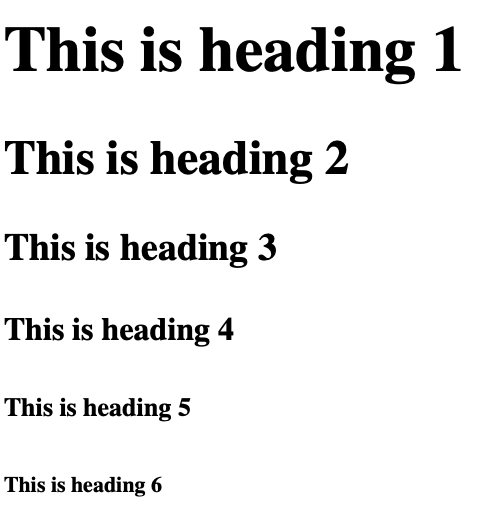 This is heading 1
This is heading 2
This is heading 3
This is heading 4
This is heading 5
This is heading 6